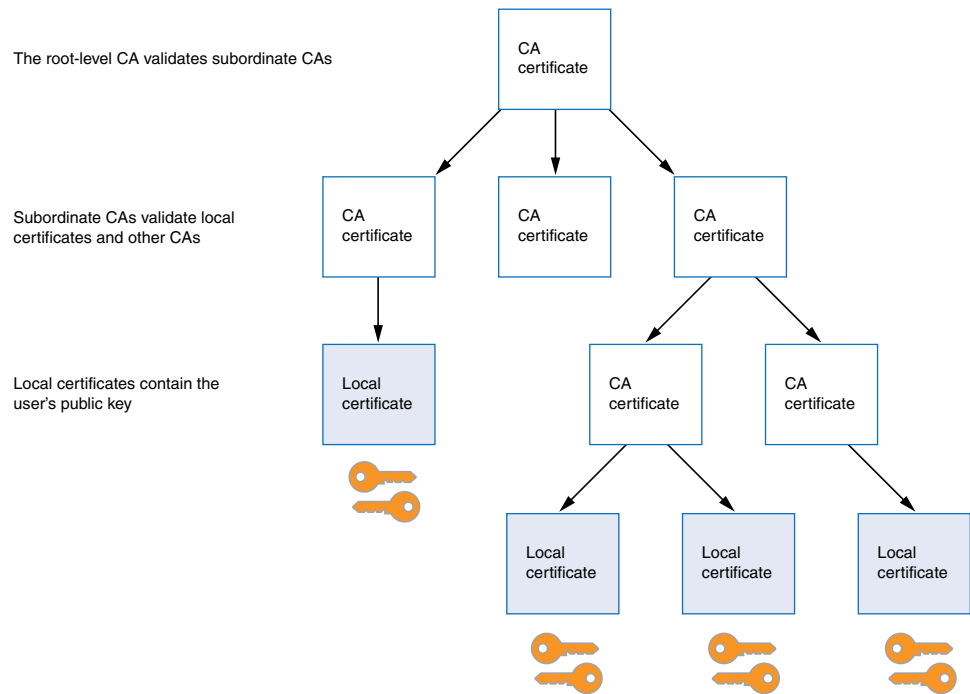 The root-level CA validates subordinate CAs
CA
certificate
Subordinate CAs validate local
certificates and other CAs
CA
certificate
CA
certificate
CA
certificate
Local certificates contain the
user's public key
Local
certificate
CA
certificate
CA
certificate
Local
certificate
Local
certificate
Local
certificate